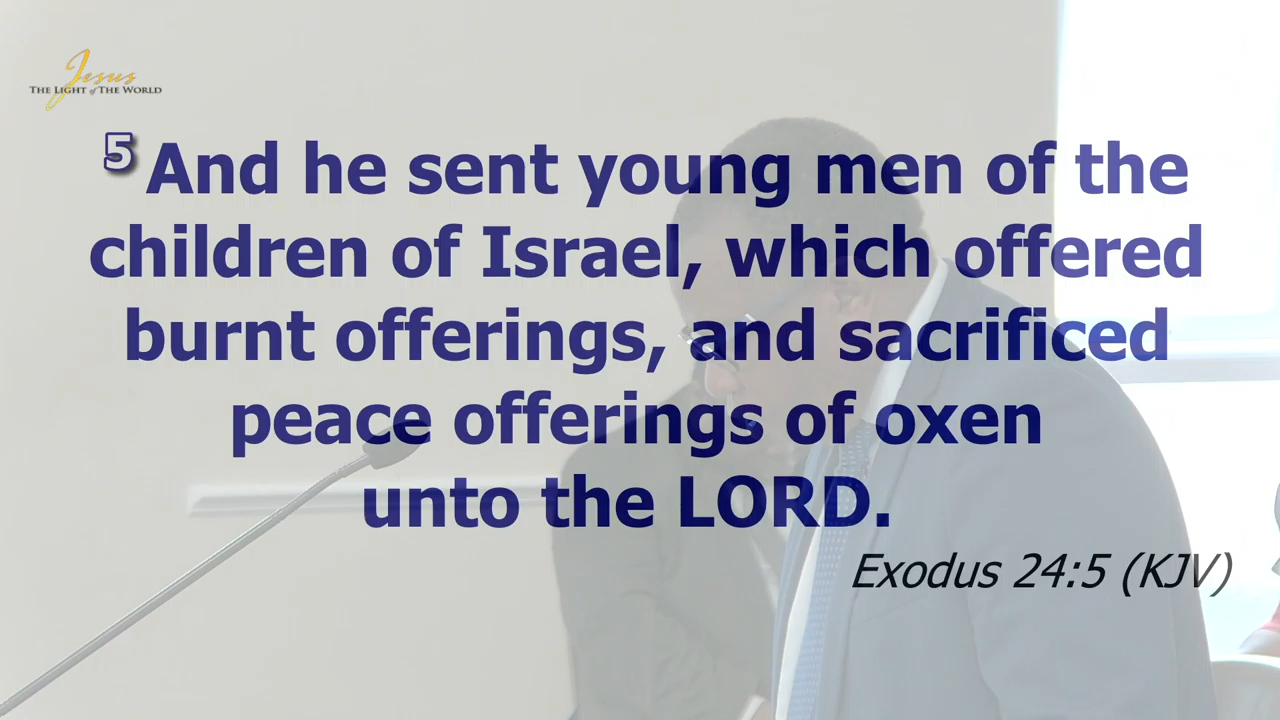 Jesus
THE LIGHT of THE WORLD
5 And he sent young men of the
children of Israel, which offered
burnt offerings, and sacrificed
peace offerings of oxen
unto the LORD.
Exodus 24:5 (KJV)